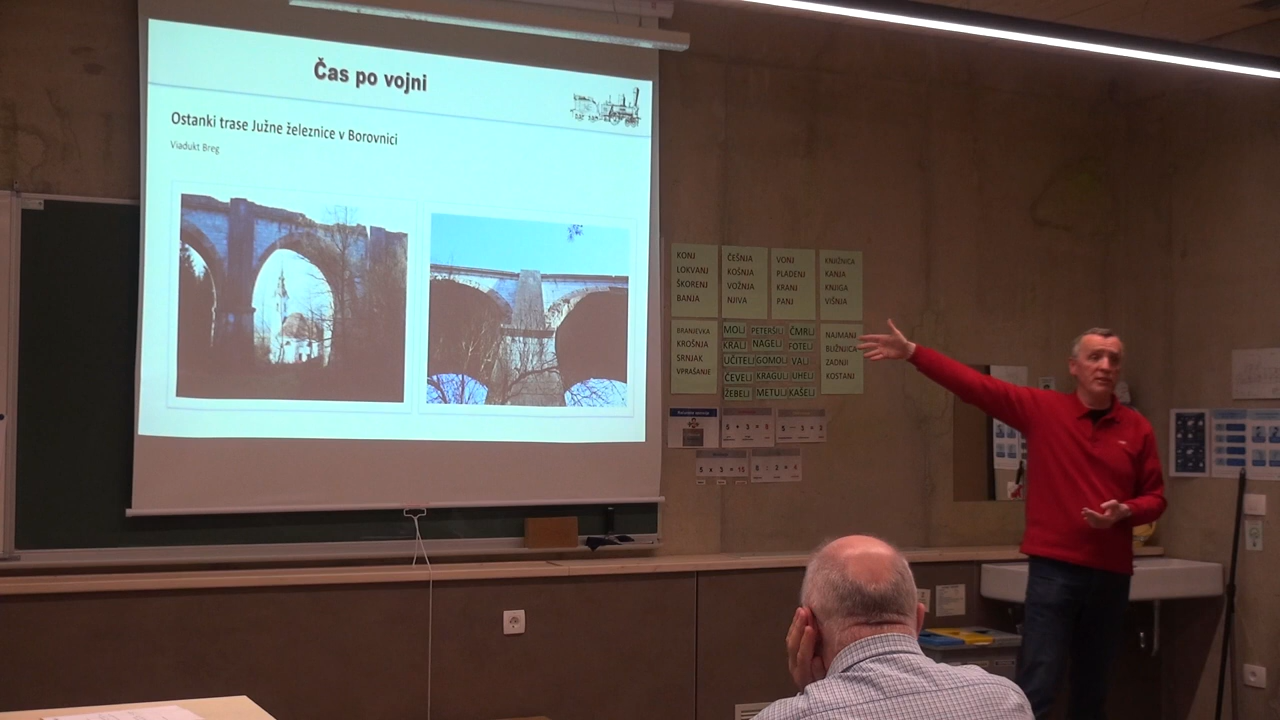 Čas po vojni
Ostanki trase Južne železnice v Borovnici
Viadukt Breg
KONJ
LOKVANJ
ŠKORENJ
BANJA
ČEŠNJA
KOŠNJA
VOŽNJA
NJIVA
VONJ
PLADENJ
KRANJ
PANJ
KNJIŽNICA
KANJA
KNJIGA
VIŠNJA
BRANJEVKA
KROŠNJA
SRNJAK
VPRAŠANJE
MOLJ
KRALJ
UČITELJ
ČEVELJ
ŽEBELJ
PETERŠILJ
NAGELJ
GOMOLJ
KRAGULJ
METULJ
ČMRLJ
FOTELJ
VALJ
UHELJ
KAŠELJ
NAJMANJ
BLIŽNJICA
ZADNJI
KOSTANJ